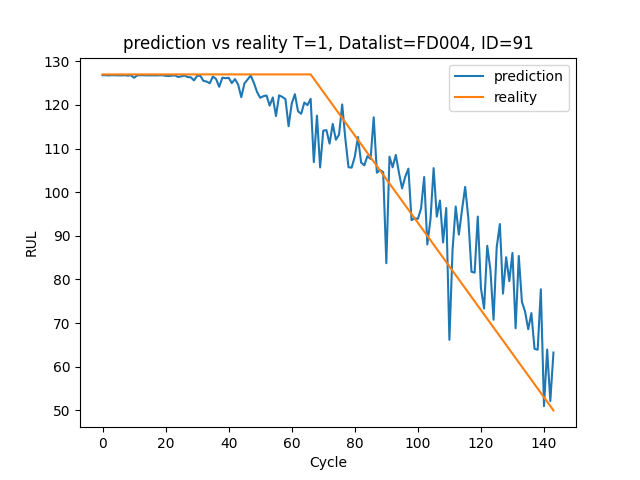 prediction vs reality T=1, Datalist=FD004, ID=91
prediction
reality
130
120
110
100
90
80
70
60
50
RUL
0 20 40 60 80 100 120 140
Cycle